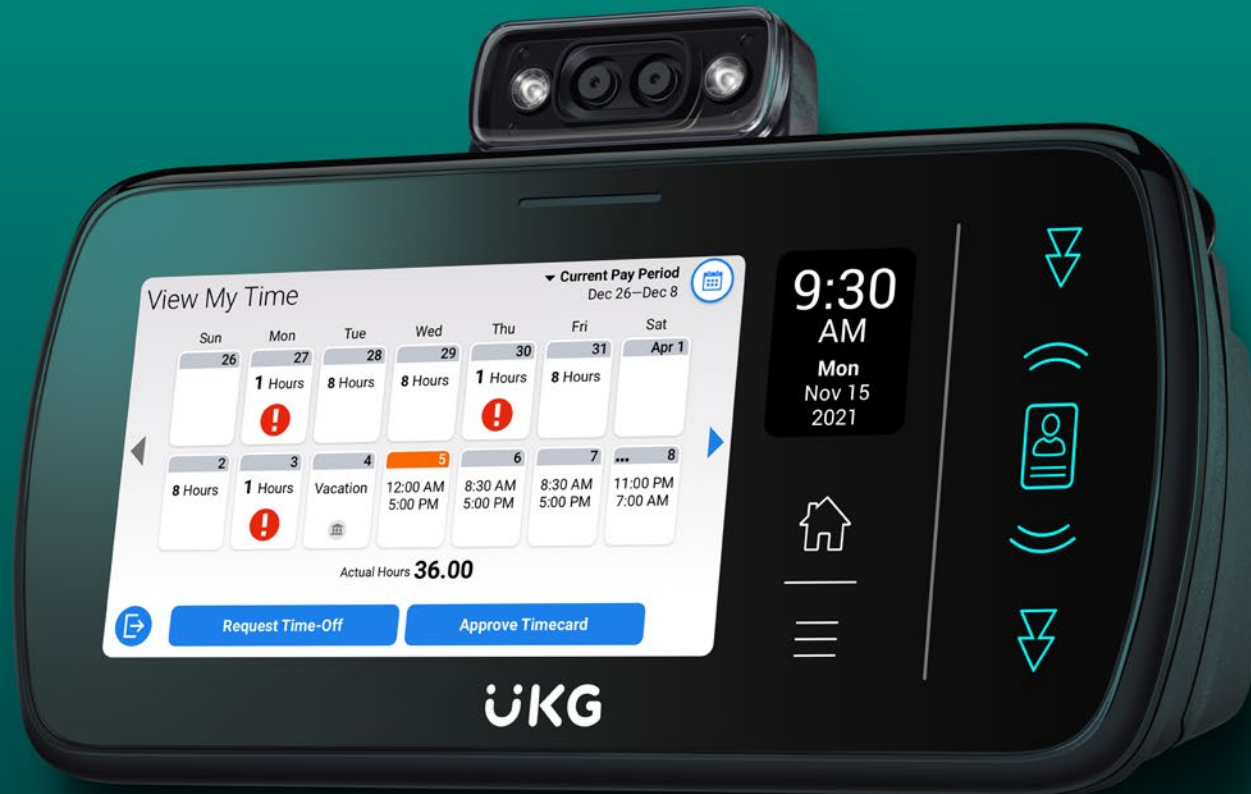 View My Time
Current Pay Period
Dec 26—Dec 8
Sun Mon Tue Wed Thu Fri Sat
26 27 28 29 30 31 Apr 1
1 Hours 8 Hours 8 Hours 1 Hours 8 Hours
2 3 4 5 6 7 ... 8
8 Hours 1 Hours Vacation 12:00 AM 8:30 AM 8:30 AM 11:00 PM
5:00 PM 5:00 PM 5:00 PM 7:00 AM
Actual Hours 36.00
Request Time-Off Approve Timecard
9:30
AM
Mon
Nov 15
2021
UKG